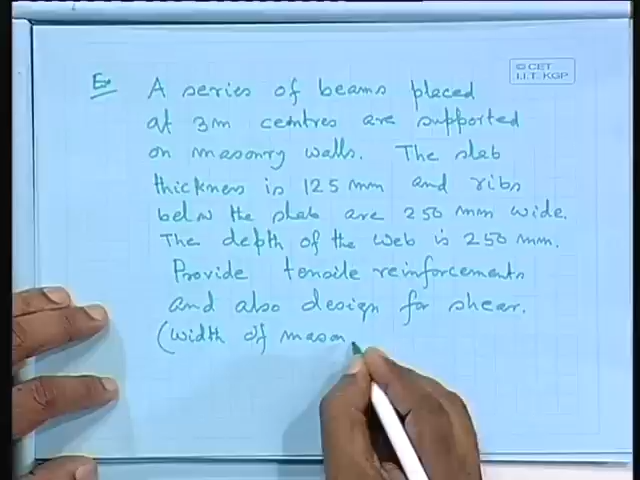 © CET
I.I.T. KGP
Ex A series of beams placed
at 3m centres are supported
on masonry walls. The slab
thickness is 125 mm and ribs
below the slab are 250 mm wide.
The depth of the web is 250 mm.
Provide tensile reinforcements
and also design for shear.
(Width of mason